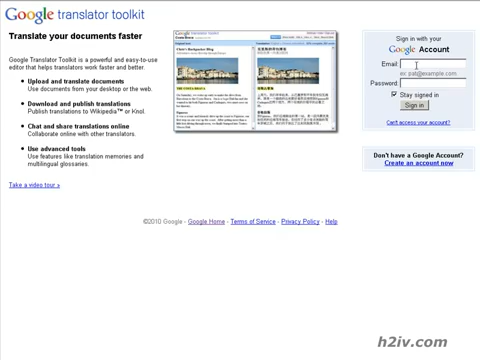 Google translator toolkit
Translate your documents faster
Google Translator Toolkit is a powerful and easy-to-use
editor that helps translators work faster and better.
Upload and translate documents
Use documents from your desktop or the web.
Download and publish translations
Publish translations to Wikipedia™ or Knol.
Chat and share translations online
Collaborate online with other translators.
Use advanced tools
Use features like translation memories and
multilingual glossaries.
Take a video tour »
Sign in with your
Google Account
Email:
ex: pat@example.com
Password:
Stay signed in
Sign in
Can't access your account?
Don't have a Google Account?
Create an account now
©2010 Google - Google Home - Terms of Service - Privacy Policy - Help
h2iv.com